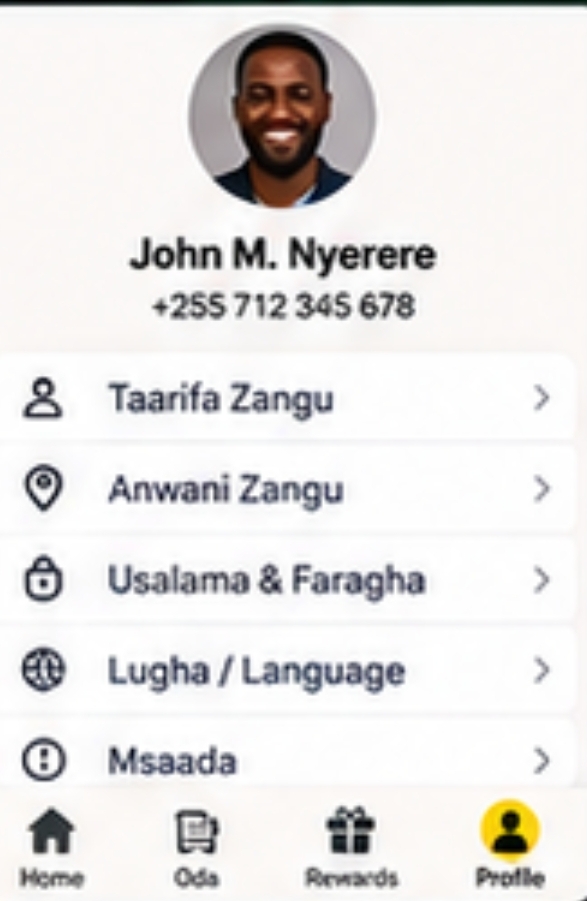 John M. Nyerere
+255 712 345 678
Taarifa Zangu
Anwani Zangu
Usalama & Faragha
Lugha / Language
Msaada
Home Oda Rewards Profile